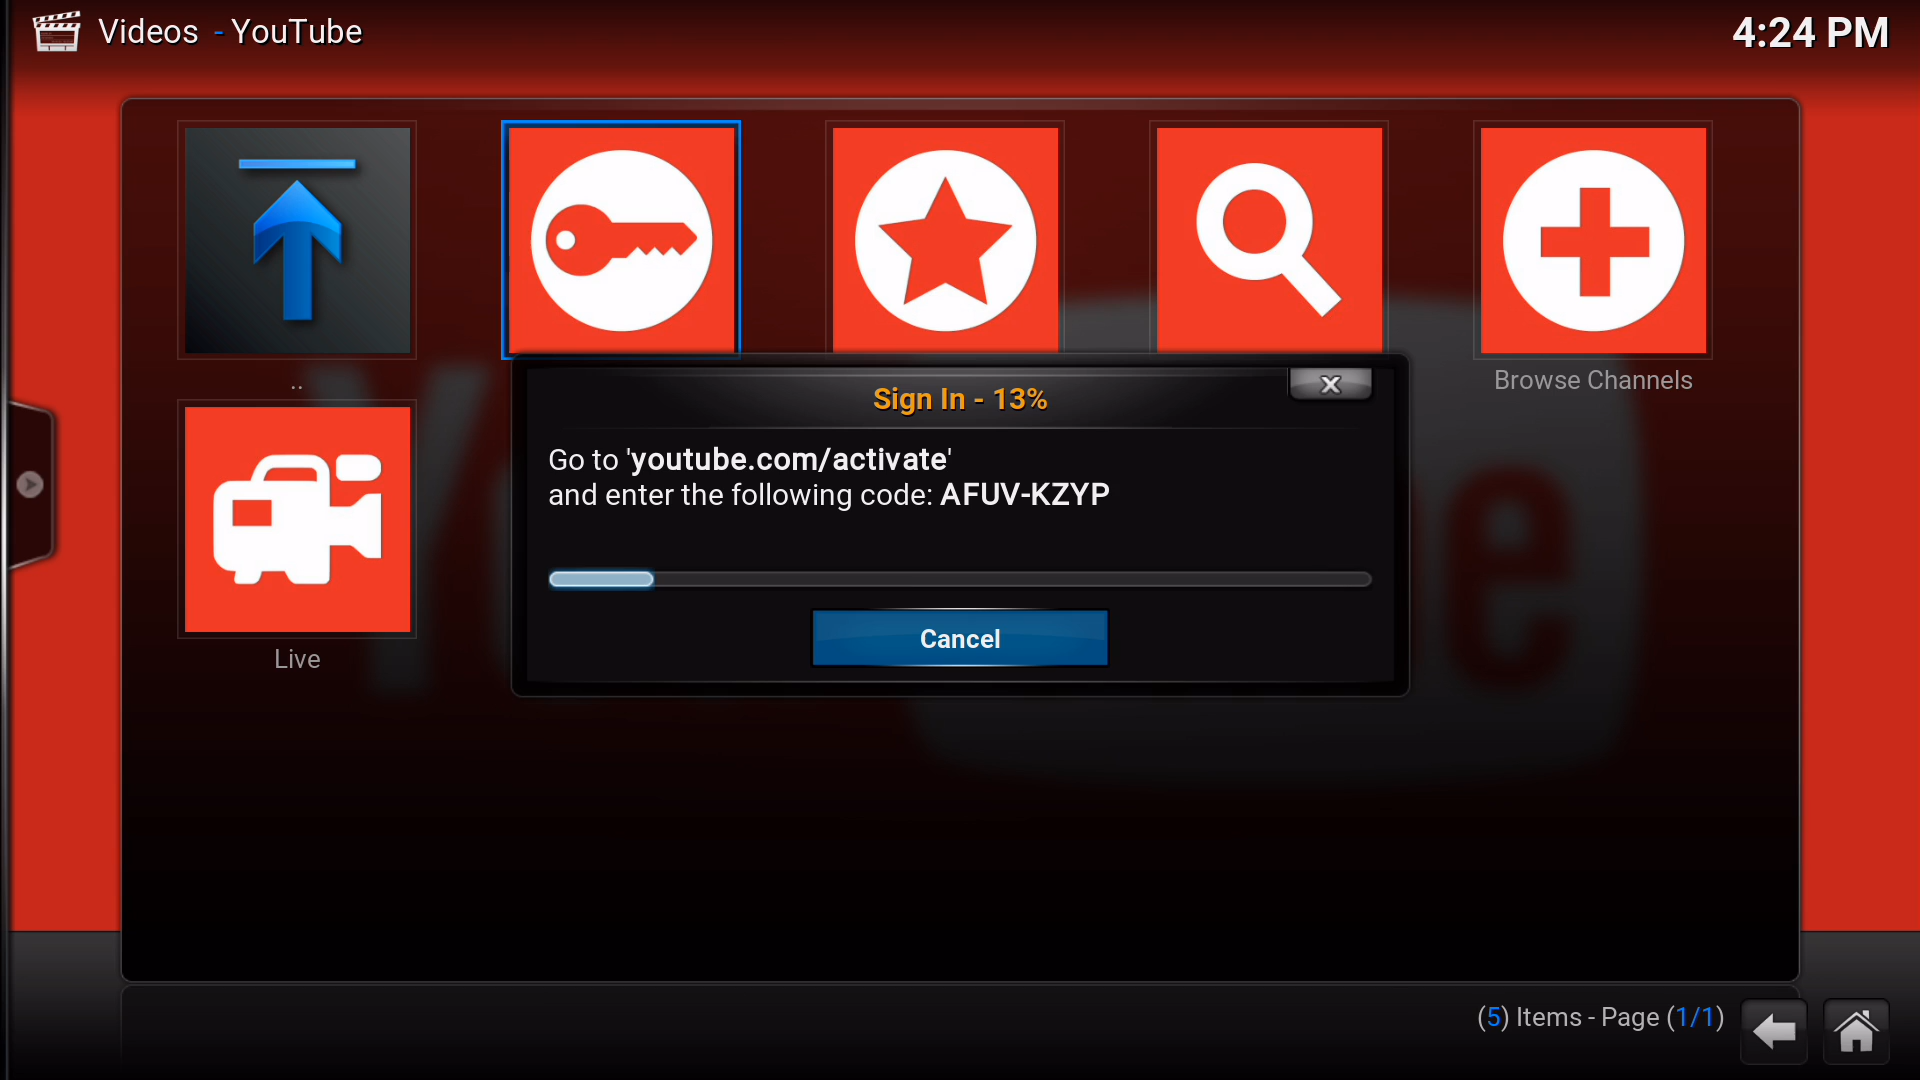 Videos - YouTube
4:24 PM
..
Browse Channels
Sign In - 13%
X
Go to 'youtube.com/activate'
and enter the following code: AFUV-KZYP
Cancel
Live
(5) Items - Page (1/1)